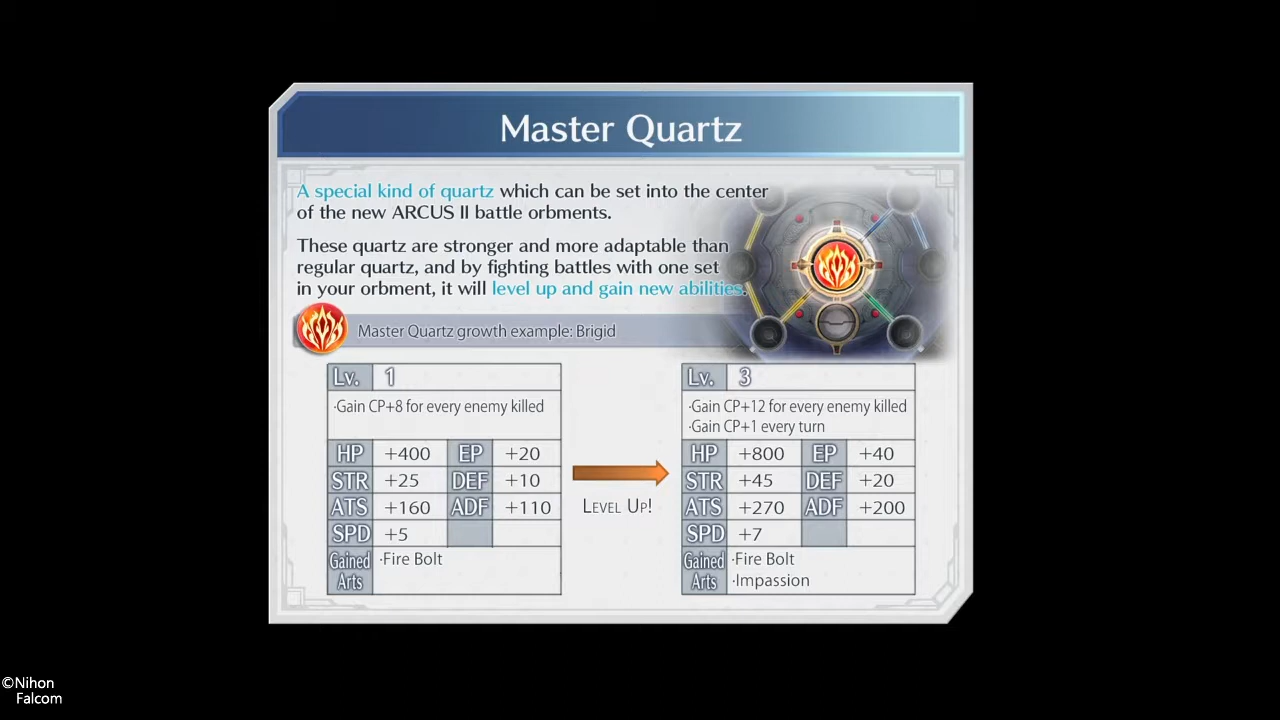 Master Quartz
A special kind of quartz which can be set into the center
of the new ARCUS II battle orbments.
These quartz are stronger and more adaptable than
regular quartz, and by fighting battles with one set
in your orbment, it will level up and gain new abilities.
Master Quartz growth example: Brigid
Lv. 1
·Gain CP+8 for every enemy killed
HP +400 EP +20
STR +25 DEF +10
ATS +160 ADF +110
SPD +5
Gained Arts ·Fire Bolt
LEVEL UP!
Lv. 3
·Gain CP+12 for every enemy killed
·Gain CP+1 every turn
HP +800 EP +40
STR +45 DEF +20
ATS +270 ADF +200
SPD +7
Gained ·Fire Bolt
Arts ·Impassion
©Nihon
Falcom